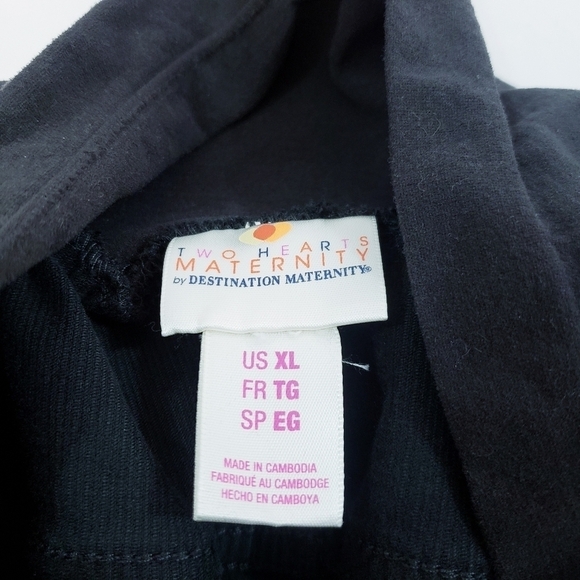 TWO HEARTS
MATERNITY
BY DESTINATION MATERNITY®
US XL
FR TG
SP EG
MADE IN CAMBODIA
FABRIQUÉ AU CAMBODGE
HECHO EN CAMBOYA